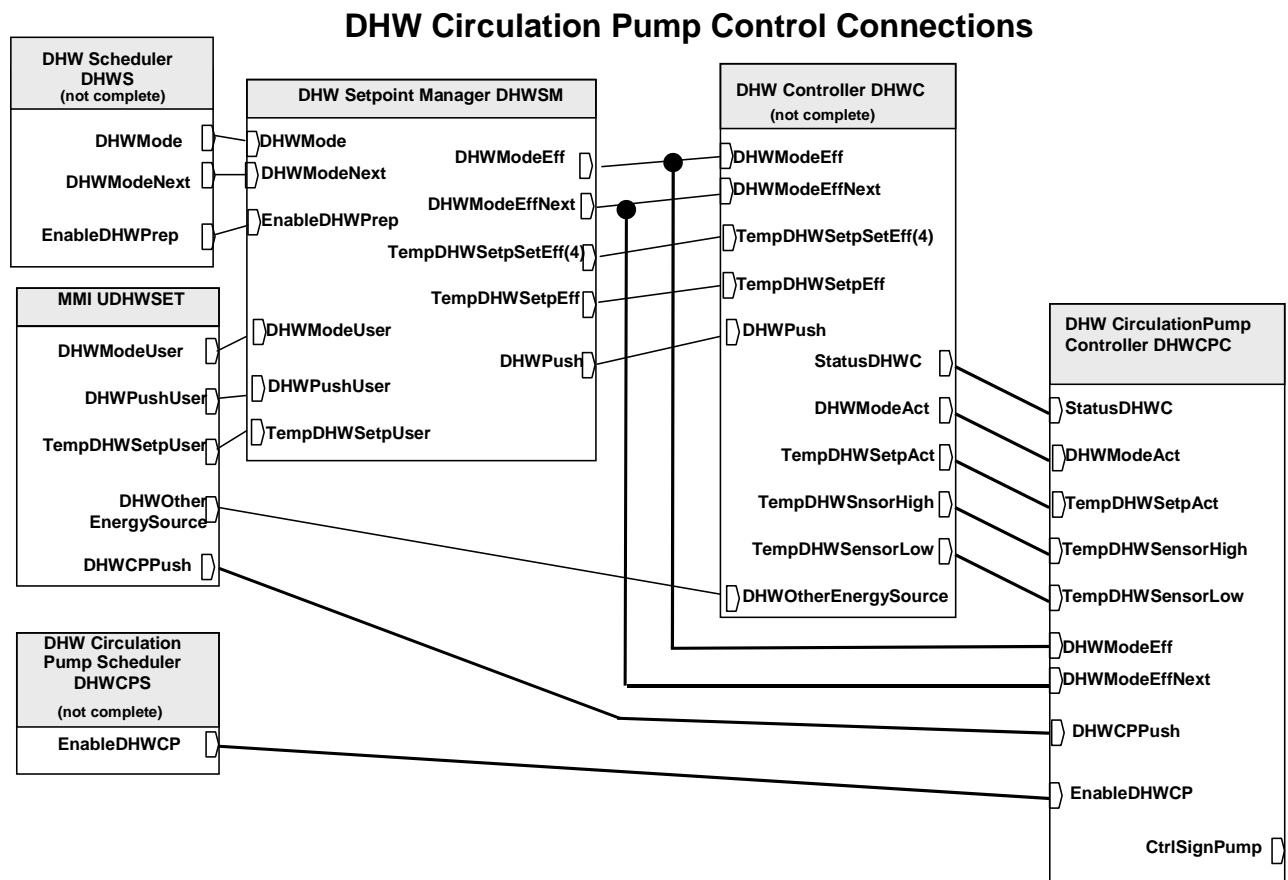 DHW Circulation Pump Control Connections
DHW Scheduler
DHWS
(not complete)
DHWMode
DHWModeNext
EnableDHWPrep
MMI UDHWSET
DHWModeUser
DHWPushUser
TempDHWSetpUser
DHWOther
EnergySource
DHWCPPush
DHW Circulation
Pump Scheduler
DHWCPS
(not complete)
EnableDHWCP
DHW Setpoint Manager DHWSM
DHWMode
DHWModeNext
EnableDHWPrep
DHWModeUser
DHWPushUser
TempDHWSetpUser
DHWModeEff
DHWModeEffNext
TempDHWSetpSetEff(4)
TempDHWSetpEff
DHWPush
DHW Controller DHWC
(not complete)
DHWModeEff
DHWModeEffNext
TempDHWSetpSetEff(4)
TempDHWSetpEff
DHWPush
StatusDHWC
DHWModeAct
TempDHWSetpAct
TempDHWSnsorHigh
TempDHWSensorLow
DHWOtherEnergySource
DHW CirculationPump
Controller DHWCPC
StatusDHWC
DHWModeAct
TempDHWSetpAct
TempDHWSensorHigh
TempDHWSensorLow
DHWModeEff
DHWModeEffNext
DHWCPPush
EnableDHWCP
CtrlSignPump